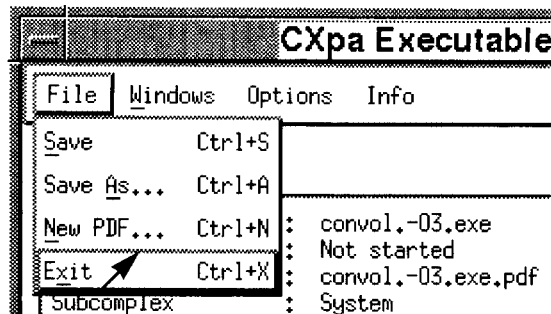 CXpa Executable
File Windows Options Info
Save Ctrl+S
Save As... Ctrl+A
New PDF... Ctrl+N
Exit Ctrl+X
: convol.-O3.exe
: Not started
: convol.-O3.exe.pdf
Subcomplex : System